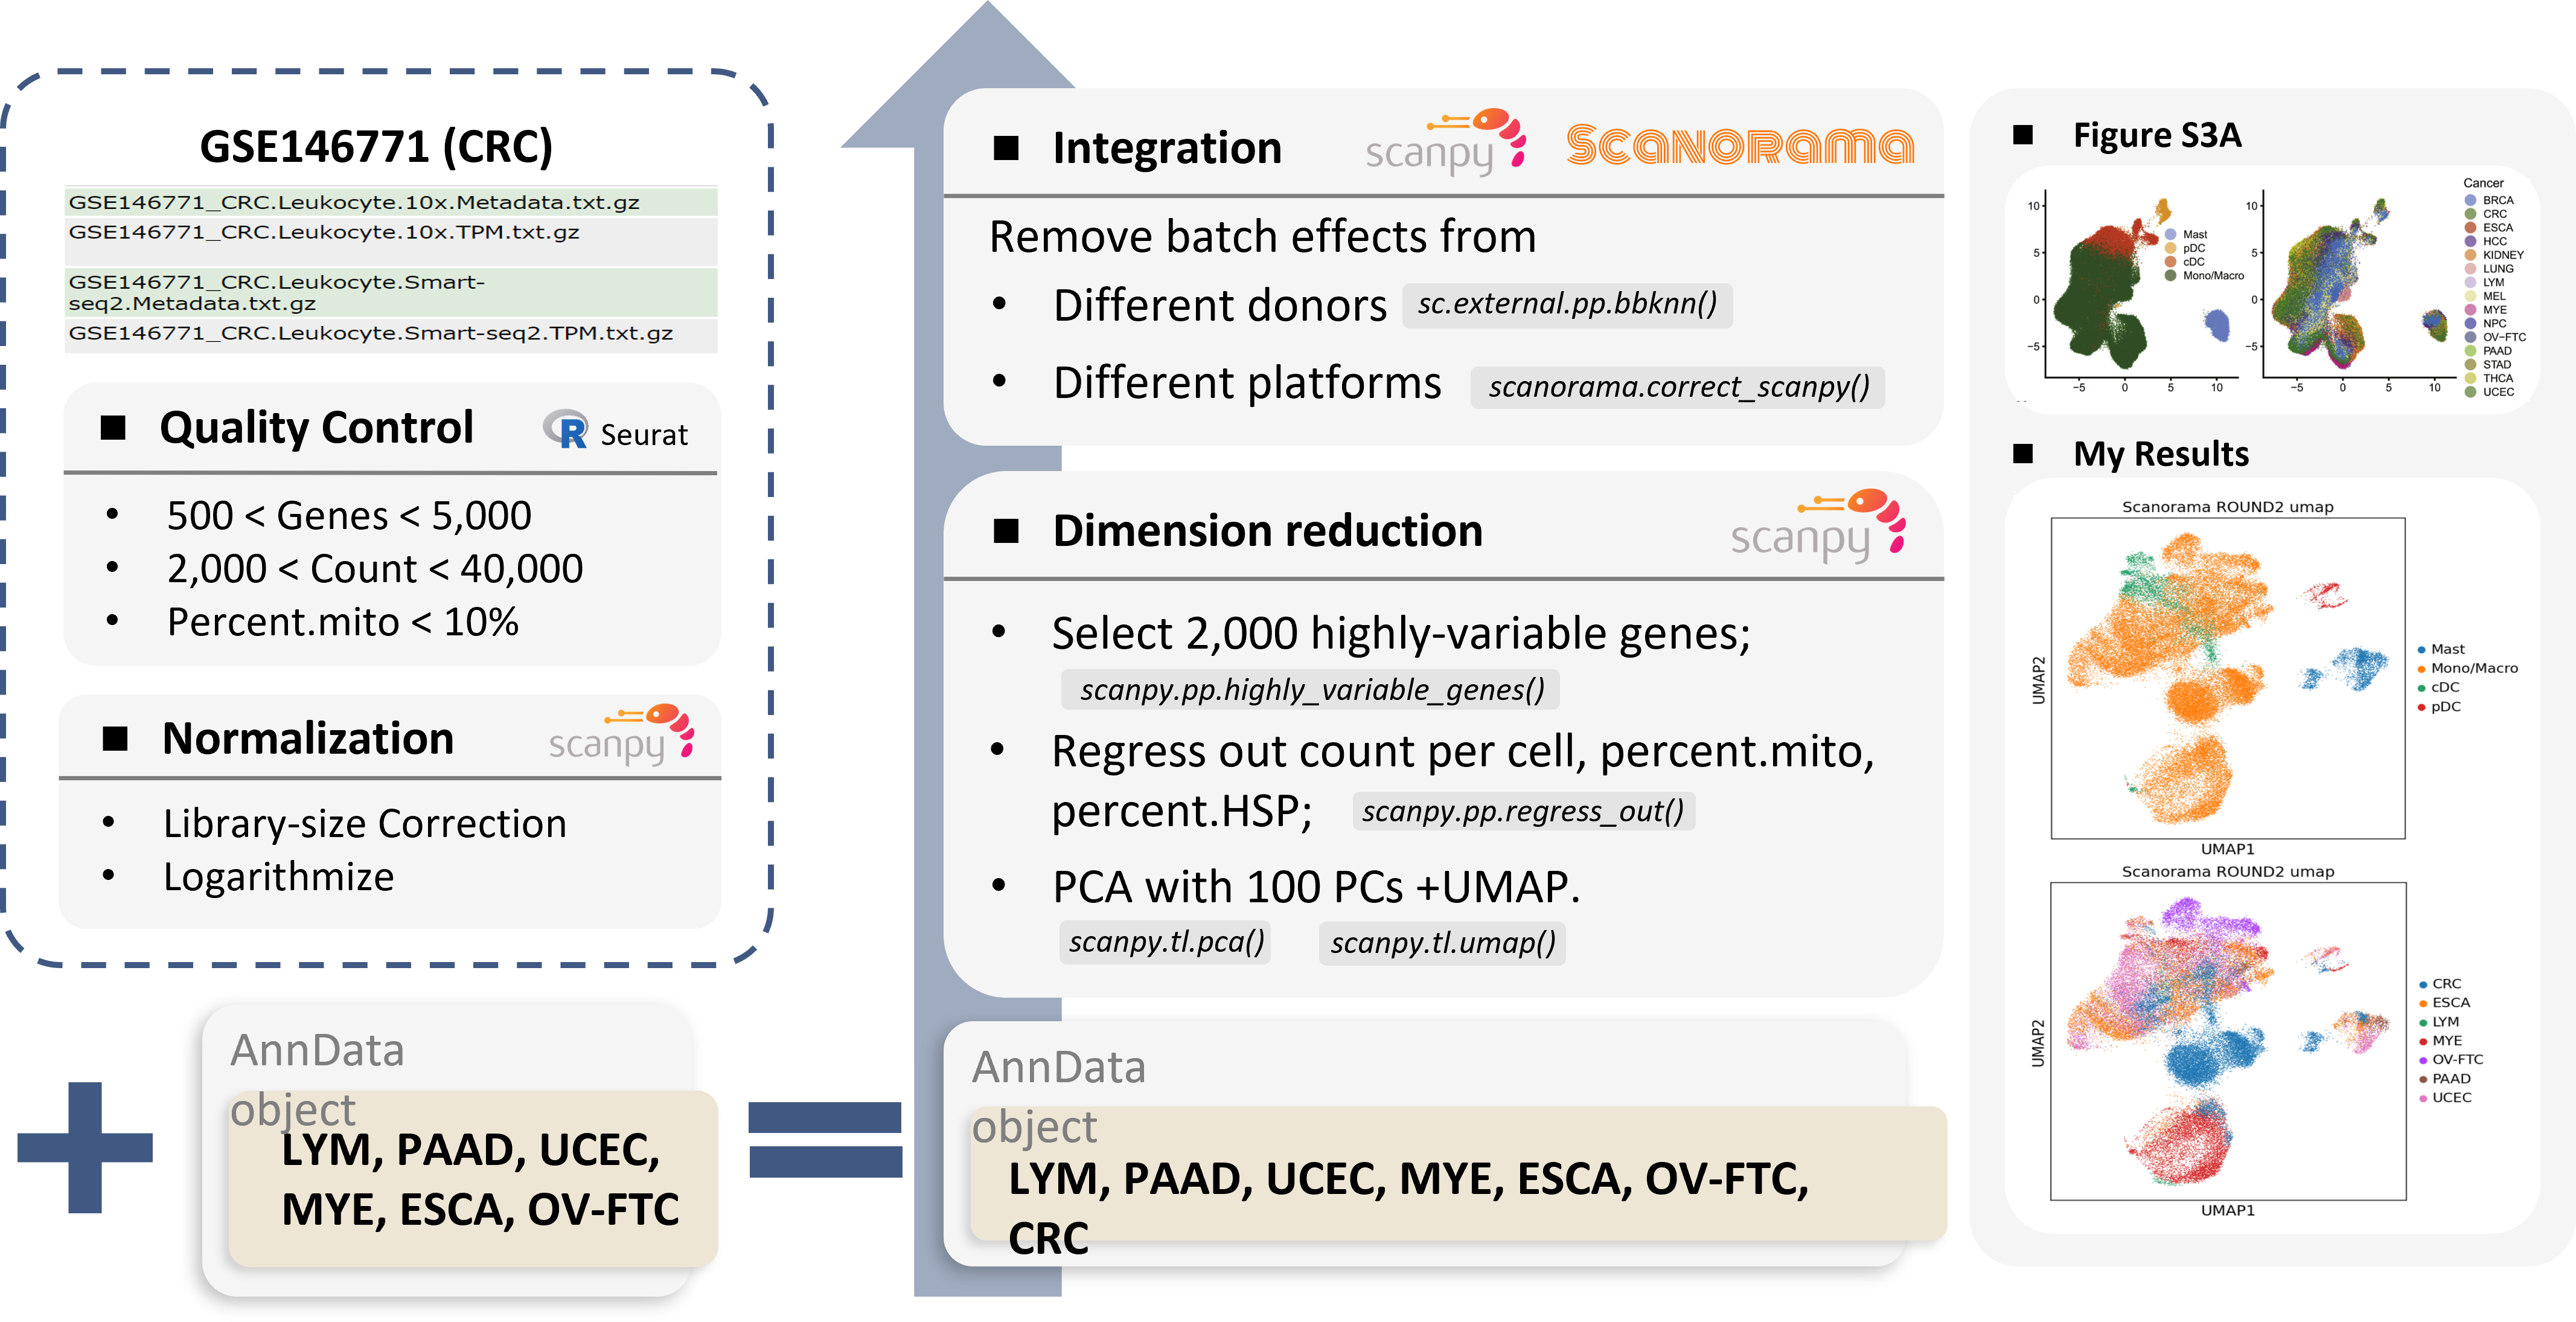 GSE146771 (CRC)
GSE146771_CRC.Leukocyte.10x.Metadata.txt.gz
GSE146771_CRC.Leukocyte.10x.TPM.txt.gz
GSE146771_CRC.Leukocyte.Smart-
seq2.Metadata.txt.gz
GSE146771_CRC.Leukocyte.Smart-seq2.TPM.txt.gz
■ Quality Control
R Seurat
• 500 < Genes < 5,000
• 2,000 < Count < 40,000
• Percent.mito < 10%
■ Normalization
scanpy
• Library-size Correction
• Logarithmize
AnnData
object
LYM, PAAD, UCEC,
MYE, ESCA, OV-FTC
■ Integration
scanpy
SCANORAMA
Remove batch effects from
• Different donors sc.external.pp.bbknn()
• Different platforms scanorama.correct_scanpy()
■ Dimension reduction
scanpy
• Select 2,000 highly-variable genes;
scanpy.pp.highly_variable_genes()
• Regress out count per cell, percent.mito,
percent.HSP; scanpy.pp.regress_out()
• PCA with 100 PCs +UMAP.
scanpy.tl.pca() scanpy.tl.umap()
AnnData
object
LYM, PAAD, UCEC, MYE, ESCA, OV-FTC,
CRC
■ Figure S3A
10
5
0
−5
−5 0 5 10
Mast
pDC
cDC
Mono/Macro
10
5
0
−5
−5 0 5 10
Cancer
BRCA
CRC
ESCA
HCC
KIDNEY
LUNG
LYM
MEL
MYE
NPC
OV−FTC
PAAD
STAD
THCA
UCEC
■ My Results
Scanorama ROUND2 umap
UMAP2
UMAP1
Mast
Mono/Macro
cDC
pDC
Scanorama ROUND2 umap
UMAP2
UMAP1
CRC
ESCA
LYM
MYE
OV-FTC
PAAD
UCEC